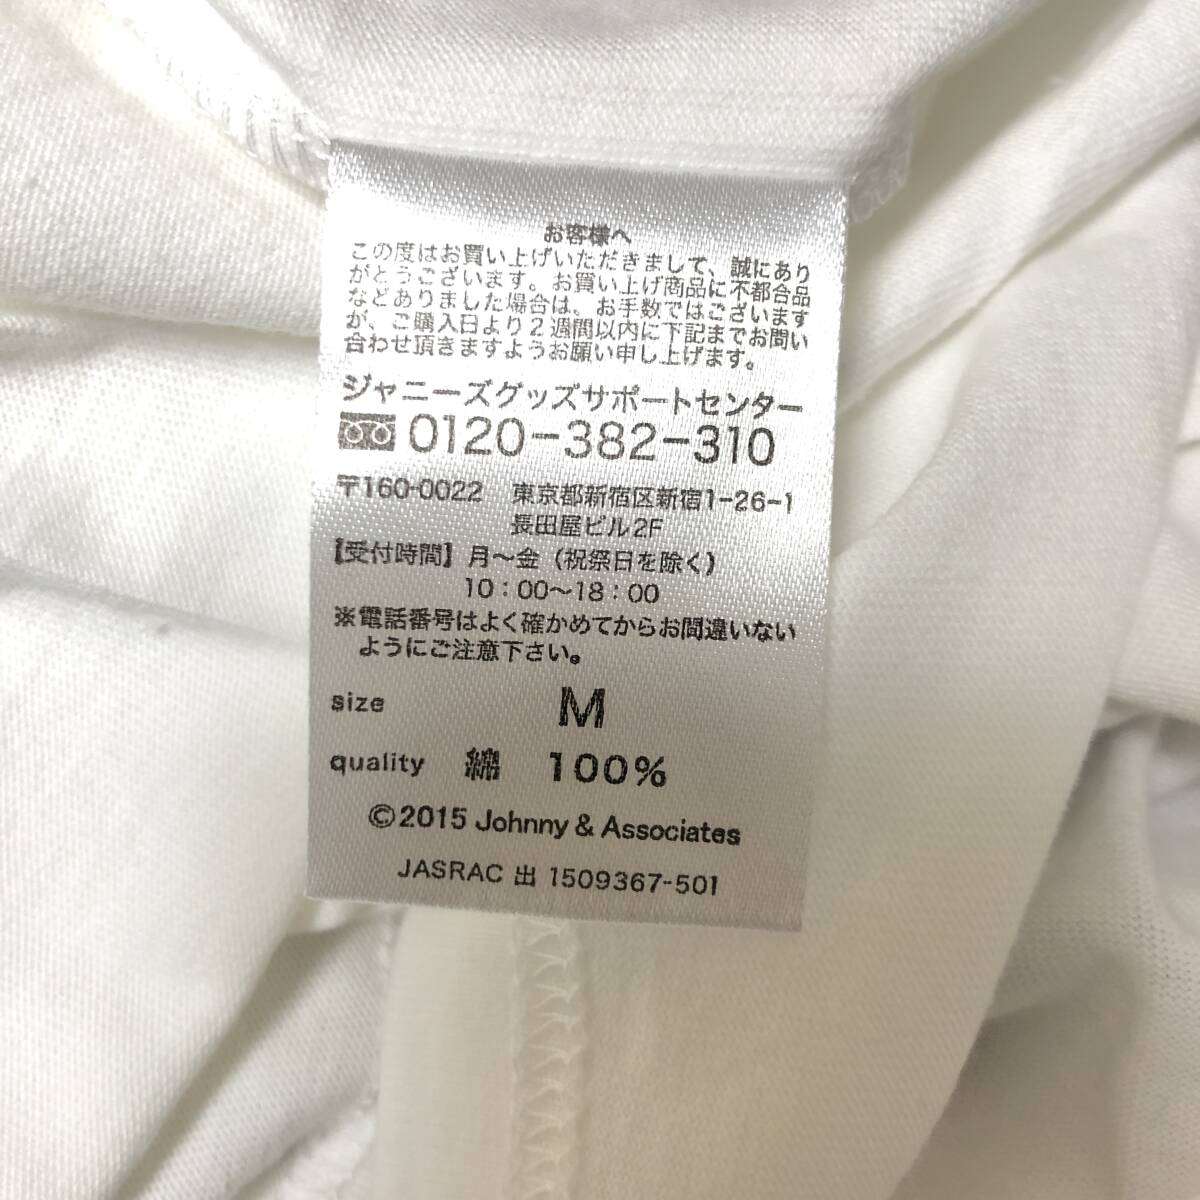 お客様へ
この度はお買い上げいただきまして、誠にあり
がとうございます。お買い上げ商品に不都合品
などありました場合は、お手数ではございます
が、ご購入日より2週間以内に下記までお問い
合わせ頂きますようお願い申し上げます。
ジャニーズグッズサポートセンター
0120-382-310
〒160-0022 東京都新宿区新宿1-26-1
長田屋ビル2F
【受付時間】月〜金（祝祭日を除く）
10：00〜18：00
※電話番号はよく確かめてからお間違いない
ようにご注意下さい。
size M
quality 綿 100%
©2015 Johnny & Associates
JASRAC 出 1509367-501